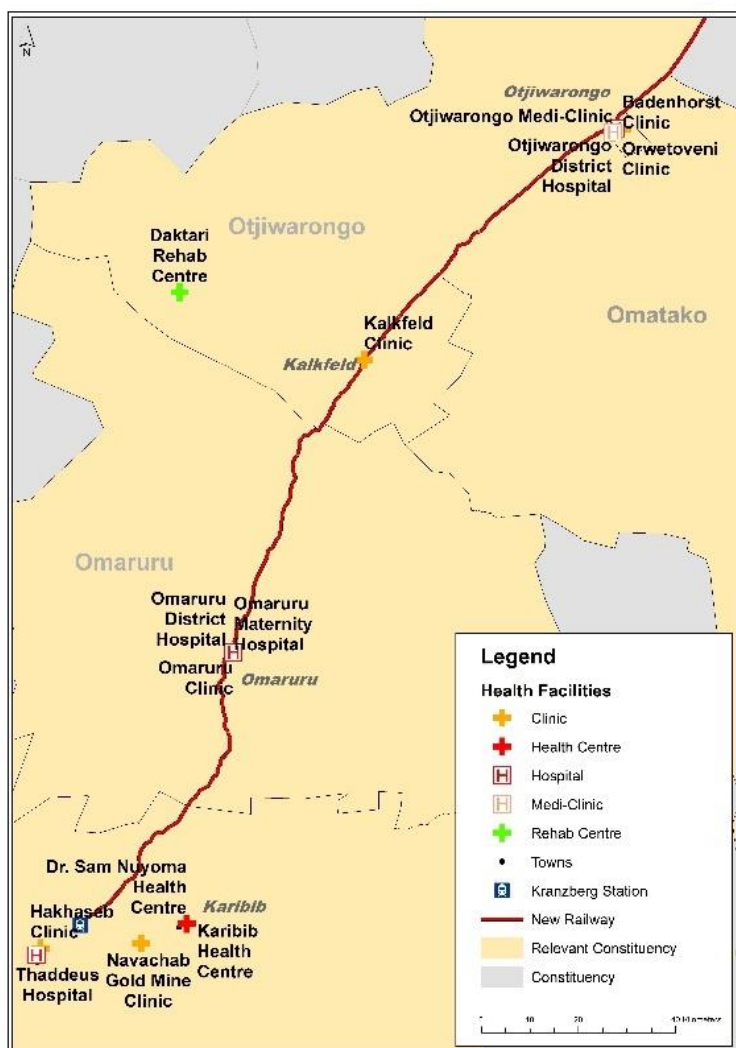 N
Otjiwarongo
Otjiwarongo Medi-Clinic
Badenhorst
Clinic
Otjiwarongo
District
Hospital
Orwetoveni
Clinic
Otjiwarongo
Daktari
Rehab
Centre
Omatako
Kalkfeld
Clinic
Kalkfeld
Omaruru
Omaruru
District
Hospital
Omaruru
Maternity
Hospital
Omaruru
Clinic
Omaruru
Dr. Sam Nuyoma
Health
Centre
Karibib
Hakhaseb
Clinic
Karibib
Health
Centre
Thaddeus
Hospital
Navachab
Gold Mine
Clinic
Legend
Health Facilities
Clinic
Health Centre
H Hospital
H Medi-Clinic
Rehab Centre
Towns
Kranzberg Station
New Railway
Relevant Constituency
Constituency
0 10 20 40 Kilometers